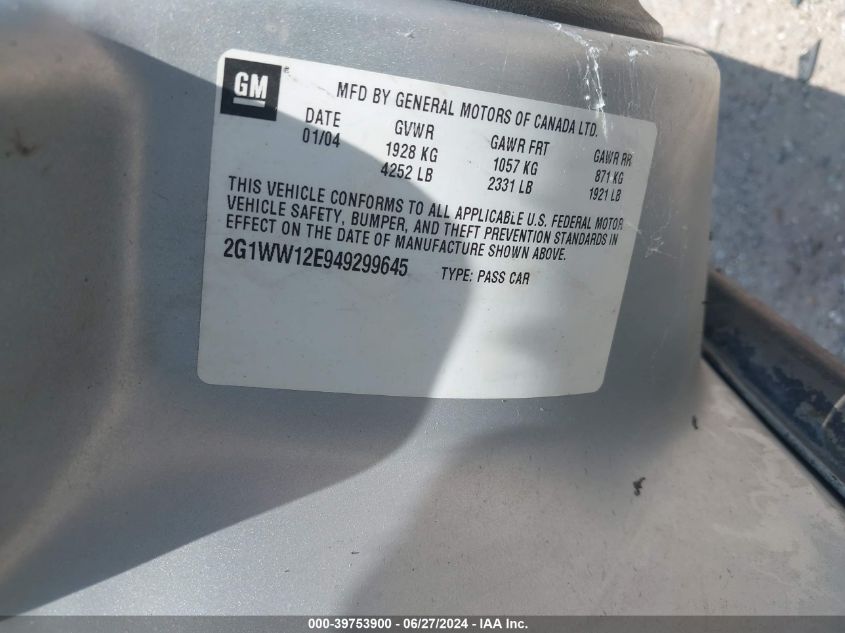 GM
MFD BY GENERAL MOTORS OF CANADA LTD.
DATE GVWR GAWR FRT GAWR RR
01/04 1928 KG 1057 KG 871 KG
4252 LB 2331 LB 1921 LB
THIS VEHICLE CONFORMS TO ALL APPLICABLE U.S. FEDERAL MOTOR
VEHICLE SAFETY, BUMPER, AND THEFT PREVENTION STANDARDS IN
EFFECT ON THE DATE OF MANUFACTURE SHOWN ABOVE.
2G1WW12E949299645 TYPE: PASS CAR
000-39753900 - 06/27/2024 - IAA Inc.